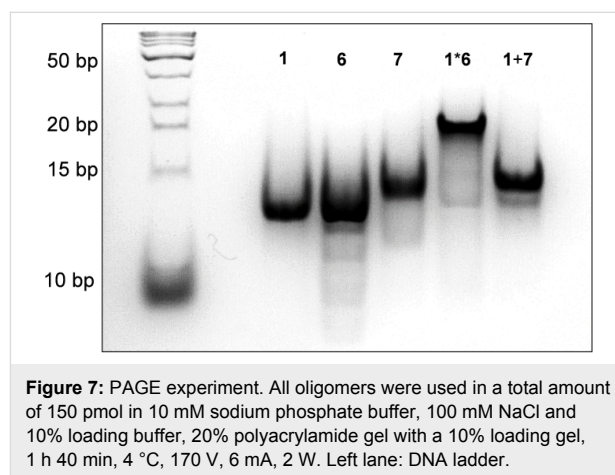 50 bp
1 6 7 1*6 1+7
20 bp
15 bp
10 bp
Figure 7: PAGE experiment. All oligomers were used in a total amount
of 150 pmol in 10 mM sodium phosphate buffer, 100 mM NaCl and
10% loading buffer, 20% polyacrylamide gel with a 10% loading gel,
1 h 40 min, 4 °C, 170 V, 6 mA, 2 W. Left lane: DNA ladder.